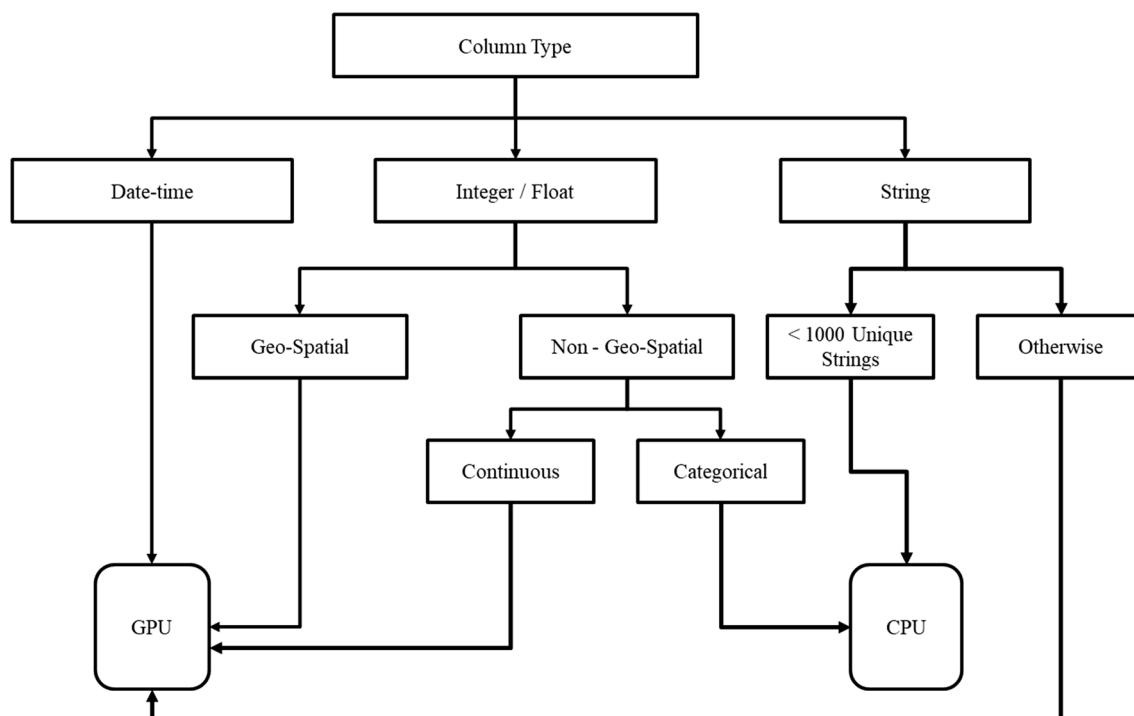 Column Type
Date-time
Integer / Float
String
Geo-Spatial
Non - Geo-Spatial
< 1000 Unique
Strings
Otherwise
Continuous
Categorical
GPU
CPU